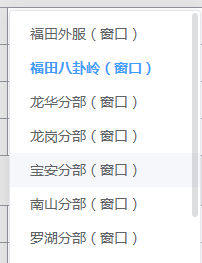 福田外服（窗口）
福田八卦岭（窗口）
龙华分部（窗口）
龙岗分部（窗口）
宝安分部（窗口）
南山分部（窗口）
罗湖分部（窗口）